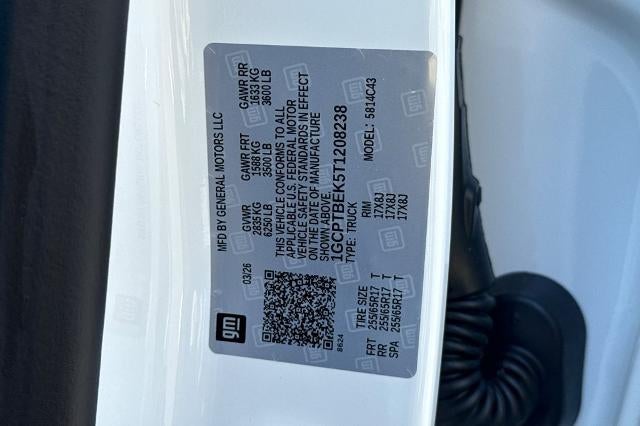 gm
MFD BY GENERAL MOTORS LLC
03/26 GVWR GAWR FRT GAWR RR
2835 KG 1588 KG 1633 KG
6250 LB 3500 LB 3600 LB
THIS VEHICLE CONFORMS TO ALL
APPLICABLE U.S. FEDERAL MOTOR
VEHICLE SAFETY STANDARDS IN EFFECT
ON THE DATE OF MANUFACTURE
SHOWN ABOVE.
1GCPTBEK5T1208238
TYPE: TRUCK MODEL: 5814C43
8624
TIRE SIZE RIM
FRT 255/65R17 T 17X8J
RR 255/65R17 T 17X8J
SPA 255/65R17 T 17X8J